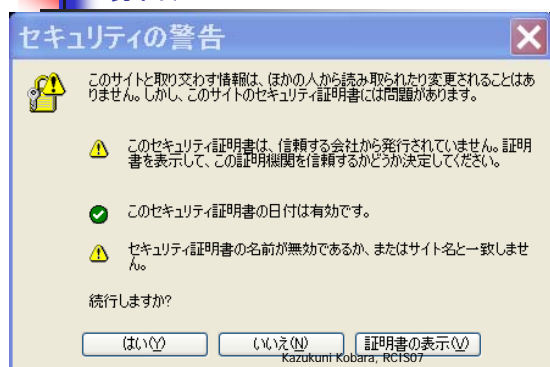 セキュリティの警告
このサイトと取り交わす情報は、ほかの人から読み取られたり変更されることはあ
りません。しかし、このサイトのセキュリティ証明書には問題があります。
このセキュリティ証明書は、信頼する会社から発行されていません。証明
書を表示して、この証明機関を信頼するかどうか決定してください。
このセキュリティ証明書の日付は有効です。
セキュリティ証明書の名前が無効であるか、またはサイト名と一致しませ
ん。
続行しますか?
はい(Y) いいえ(N) 証明書の表示(V)
Kazukuni Kobara, RCIS07